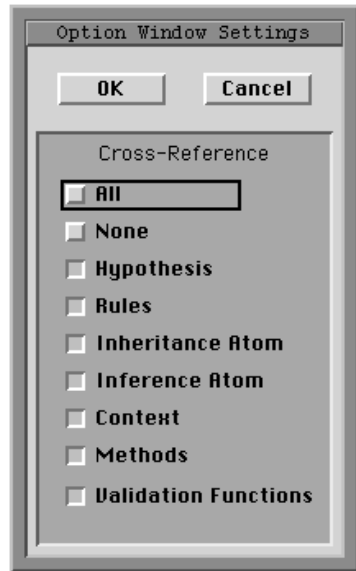 Option Window Settings
OK Cancel
Cross-Reference
All
None
Hypothesis
Rules
Inheritance Atom
Inference Atom
Context
Methods
Validation Functions